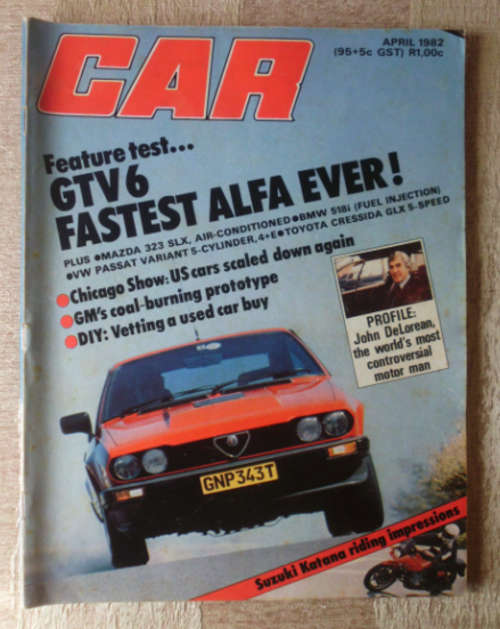 CAR
APRIL 1982
(95+5c GST) R1,00c
Feature test...
GTV6
FASTEST ALFA EVER!
PLUS •MAZDA 323 SLX, AIR-CONDITIONED•BMW 518i (FUEL INJECTION)
•VW PASSAT VARIANT 5-CYLINDER, 4+E•TOYOTA CRESSIDA GLX 5-SPEED
•Chicago Show: US cars scaled down again
•GM's coal-burning prototype
•DIY: Vetting a used car buy
PROFILE:
John DeLorean,
the world's most
controversial
motor man
GNP343T
Suzuki Katana riding impressions